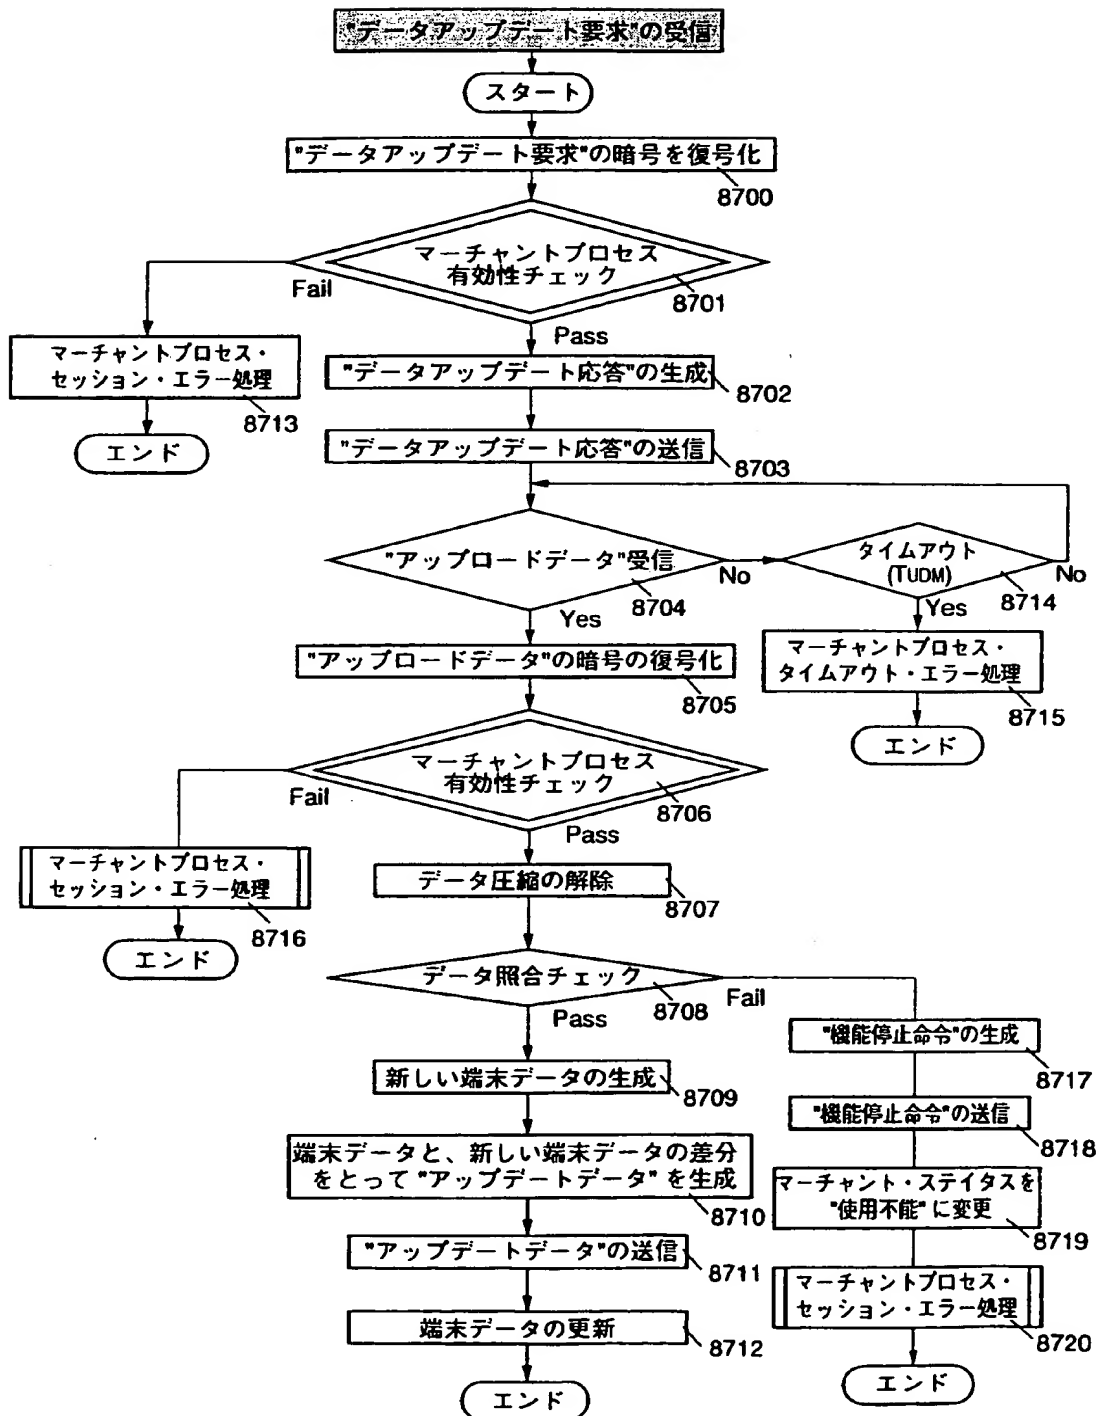 "データアップデート要求"の受信
スタート
"データアップデート要求"の暗号を復号化
8700
マーチャントプロセス
有効性チェック
8701
Fail
Pass
マーチャントプロセス・
セッション・エラー処理
8713
エンド
"データアップデート応答"の生成
8702
"データアップデート応答"の送信
8703
"アップロードデータ"受信
8704
No
Yes
タイムアウト
(TUDM)
8714
No
Yes
マーチャントプロセス・
タイムアウト・エラー処理
8715
エンド
"アップロードデータ"の暗号の復号化
8705
マーチャントプロセス
有効性チェック
8706
Fail
Pass
マーチャントプロセス・
セッション・エラー処理
8716
エンド
データ圧縮の解除
8707
データ照合チェック
8708
Fail
Pass
新しい端末データの生成
8709
端末データと、新しい端末データの差分
をとって"アップデートデータ"を生成
8710
"アップデートデータ"の送信
8711
端末データの更新
8712
エンド
"機能停止命令"の生成
8717
"機能停止命令"の送信
8718
マーチャント・ステイタスを
"使用不能"に変更
8719
マーチャントプロセス・
セッション・エラー処理
8720
エンド